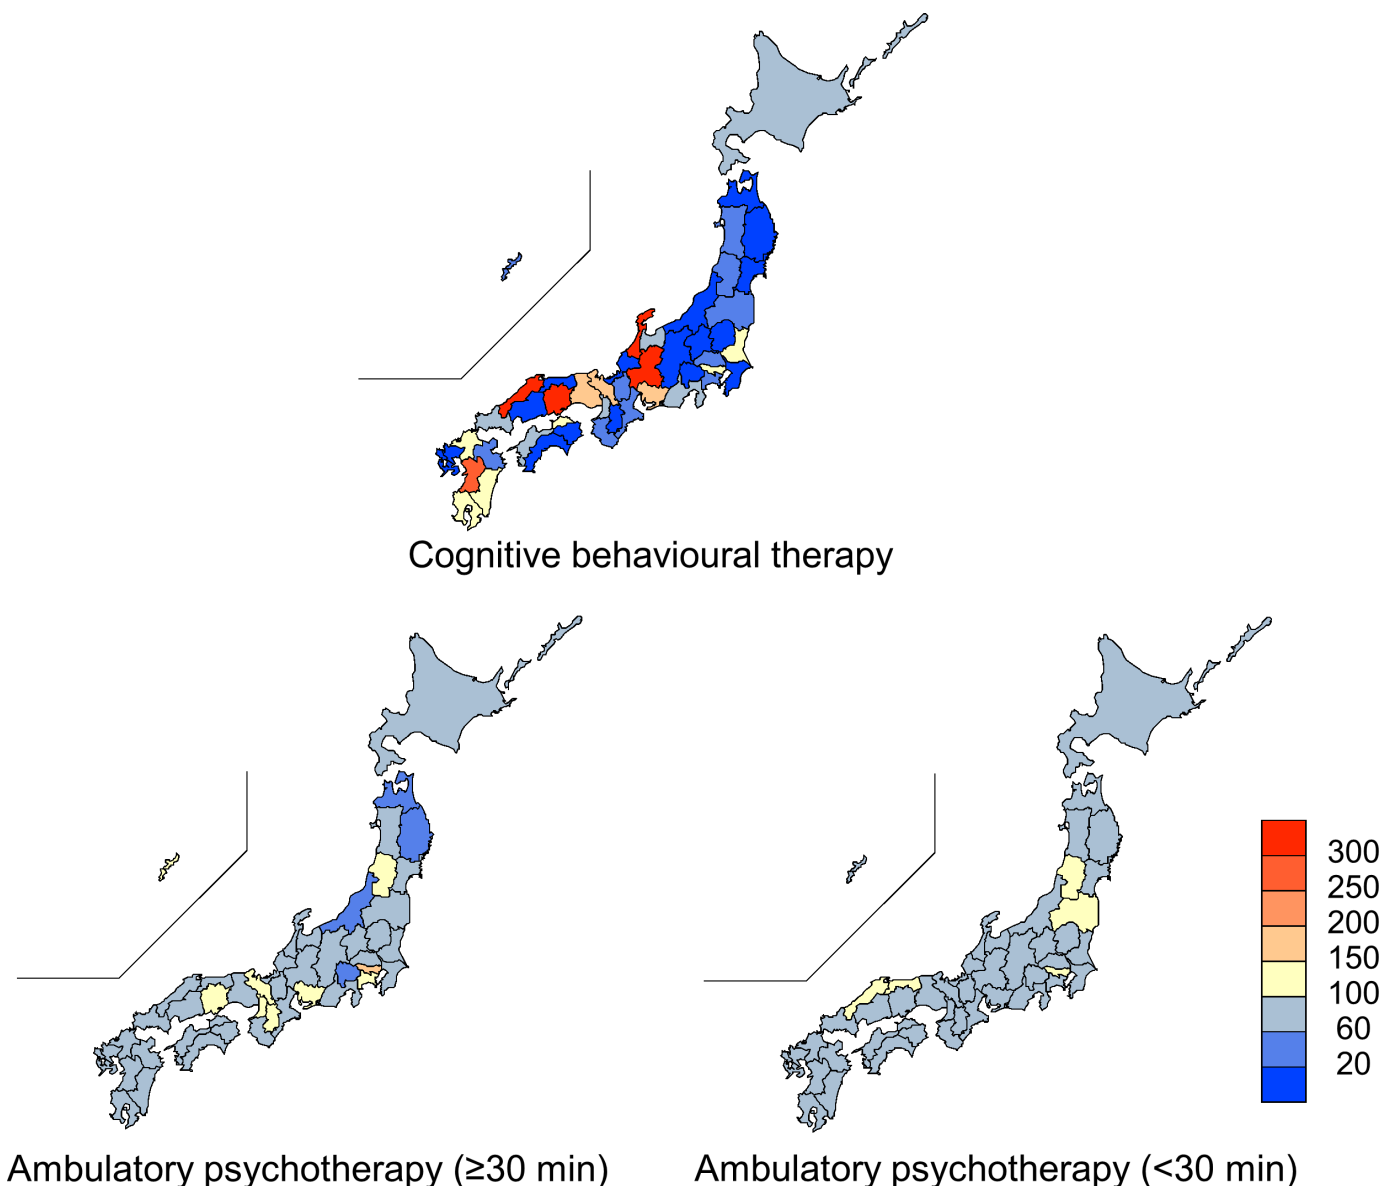 Cognitive behavioural therapy
300
250
200
150
100
60
20
Ambulatory psychotherapy (≥30 min)
Ambulatory psychotherapy (<30 min)